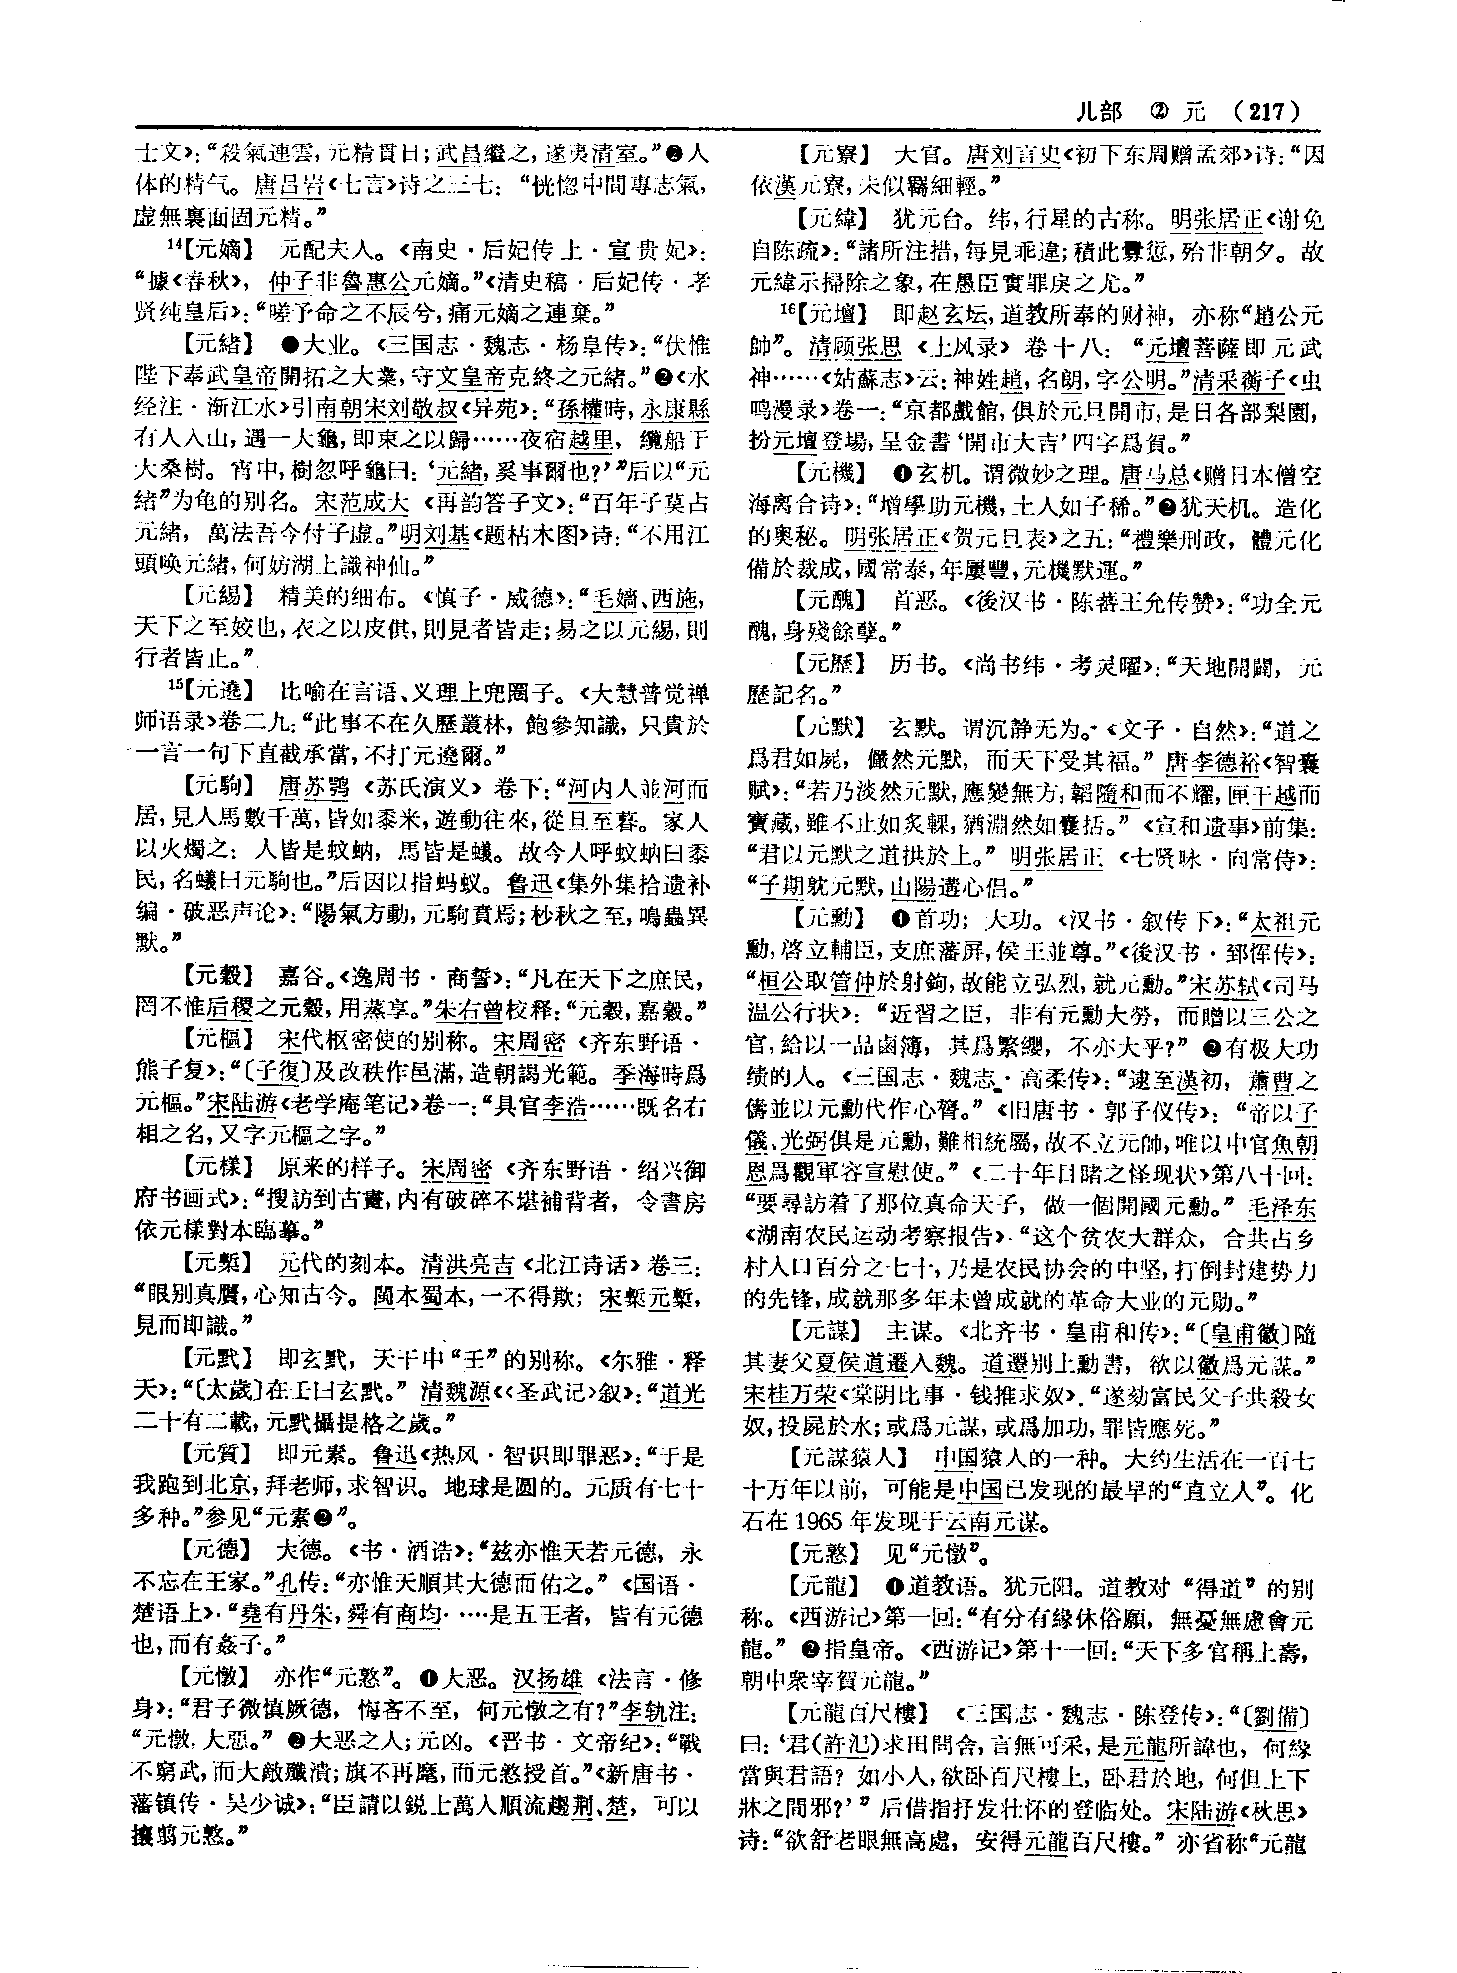 儿部 ② 元 (217)
士文》：“殺氣連雲，元精貫日；武昌繼之，遂夷清室。”❷人
体的精气。唐吕岩《七言》诗之三七：“恍惚中間專志氣，
虚無裏面固元精。”
14【元嫡】 元配夫人。《南史·后妃传上·宣贵妃》：
“據《春秋》，仲子非魯惠公元嫡。”《清史稿·后妃传·孝
贤纯皇后》：“嗟予命之不辰兮，痛元嫡之連棄。”
【元緒】 ●大业。《三国志·魏志·杨阜传》：“伏惟
陛下奉武皇帝開拓之大業，守文皇帝克終之元緒。”❷《水
经注·渐江水》引南朝宋刘敬叔《异苑》：“孫權時，永康縣
有人入山，遇一大龜，即束之以歸……夜宿越里，纜船于
大桑樹。宵中，樹忽呼龜曰：‘元緒，奚事爾也？’”后以“元
緒”为龟的别名。宋范成大《再韵答子文》：“百年子莫占
元緒，萬法吾今付子虚。”明刘基《题枯木图》诗：“不用江
頭唤元緒，何妨湖上識神仙。”
【元緆】 精美的细布。《慎子·威德》：“毛嫱、西施，
天下之至姣也，衣之以皮倛，則見者皆走；易之以元緆，則
行者皆止。”
15【元遶】 比喻在言语、义理上兜圈子。《大慧普觉禅
师语录》卷二九：“此事不在久歷叢林，飽參知識，只貴於
一言一句下直截承當，不打元遶爾。”
【元駒】 唐苏鹗《苏氏演义》卷下：“河内人並河而
居，見人馬數千萬，皆如黍米，遊動往來，從旦至暮。家人
以火燭之：人皆是蚊蚋，馬皆是蟻。故今人呼蚊蚋曰黍
民，名蟻曰元駒也。”后因以指蚂蚁。鲁迅《集外集拾遗补
编·破恶声论》：“陽氣方動，元駒賁焉；杪秋之至，鳴蟲異
默。”
【元穀】 嘉谷。《逸周书·商誓》：“凡在天下之庶民，
罔不惟后稷之元穀，用蒸享。”朱右曾校释：“元穀，嘉穀。”
【元樞】 宋代枢密使的别称。宋周密《齐东野语·
熊子复》：“〔子復〕及改秩作邑滿，造朝謁光範。季海時爲
元樞。”宋陆游《老学庵笔记》卷一：“具官李浩……既名右
相之名，又字元樞之字。”
【元樣】 原来的样子。宋周密《齐东野语·绍兴御
府书画式》：“搜訪到古畫，内有破碎不堪補背者，令書房
依元樣對本臨摹。”
【元槧】 元代的刻本。清洪亮吉《北江诗话》卷三：
“眼别真贋，心知古今。閩本蜀本，一不得欺；宋槧元槧，
見而即識。”
【元黓】 即玄黓，天干中“壬”的别称。《尔雅·释
天》：“〔太歲〕在壬曰玄黓。”清魏源《〈圣武记〉叙》：“道光
二十有二載，元黓攝提格之歲。”
【元質】 即元素。鲁迅《热风·智识即罪恶》：“于是
我跑到北京，拜老师，求智识。地球是圆的。元质有七十
多种。”参见“元素❷”。
【元德】 大德。《书·酒诰》：“兹亦惟天若元德，永
不忘在王家。”孔传：“亦惟天順其大德而佑之。”《国语·
楚语上》：“堯有丹朱，舜有商均……是五王者，皆有元德
也，而有姦子。”
【元憞】 亦作“元憝”。❶大恶。汉扬雄《法言·修
身》：“君子微慎厥德，悔吝不至，何元憞之有？”李轨注：
“元憞，大惡。”❷大恶之人；元凶。《晋书·文帝纪》：“戰
不窮武，而大敵殲潰；旗不再麾，而元憝授首。”《新唐书·
藩镇传·吴少诚》：“臣請以鋭士萬人順流趨荆、楚，可以
攘翦元憝。”
【元寮】 大官。唐刘言史《初下东周赠孟郊》诗：“因
依漢元寮，未似羈細輕。”
【元緯】 犹元台。纬，行星的古称。明张居正《谢免
自陈疏》：“諸所注措，每見乖違；積此釁愆，殆非朝夕。故
元緯示掃除之象，在愚臣實罪戾之尤。”
16【元壇】 即赵玄坛，道教所奉的财神，亦称“趙公元
帥”。清顾张思《土风录》卷十八：“元壇菩薩即元武
神……《姑蘇志》云：神姓趙，名朗，字公明。”清采蘅子《虫
鸣漫录》卷一：“京都戲館，俱於元旦開市，是日各部梨園，
扮元壇登場，呈金書‘開市大吉’四字爲賀。”
【元機】 ❶玄机。谓微妙之理。唐马总《赠日本僧空
海离合诗》：“增學助元機，土人如子稀。”❷犹天机。造化
的奥秘。明张居正《贺元旦表》之五：“禮樂刑政，體元化
備於裁成，國常泰，年屢豐，元機默運。”
【元醜】 首恶。《後汉书·陈蕃王允传赞》：“功全元
醜，身殘餘孽。”
【元歷】 历书。《尚书纬·考灵曜》：“天地開闢，元
歷記名。”
【元默】 玄默。谓沉静无为。《文子·自然》：“道之
爲君如屍，儼然元默，而天下受其福。”唐李德裕《智囊
赋》：“若乃淡然元默，應變無方，韜隨和而不耀，匣干越而
寶藏，雖不止如炙輠，猶淵然如囊括。”《宣和遗事》前集：
“君以元默之道拱於上。”明张居正《七贤咏·向常侍》：
“子期躭元默，山陽遘心侣。”
【元勳】 ❶首功；大功。《汉书·叙传下》：“太祖元
勳，啓立輔臣，支庶藩屏，侯王並尊。”《後汉书·郅恽传》：
“桓公取管仲於射鉤，故能立弘烈，就元勳。”宋苏轼《司马
温公行状》：“近習之臣，非有元勳大勞，而贈以三公之
官，給以一品鹵簿，其爲繁纓，不亦大乎？”❷有极大功
绩的人。《三国志·魏志·高柔传》：“逮至漢初，蕭曹之
儔並以元勳代作心膂。”《旧唐书·郭子仪传》：“帝以子
儀、光弼俱是元勳，難相統屬，故不立元帥，唯以中官魚朝
恩爲觀軍容宣慰使。”《二十年目睹之怪现状》第八十回：
“要尋訪着了那位真命天子，做一個開國元勳。”毛泽东
《湖南农民运动考察报告》：“这个贫农大群众，合共占乡
村人口百分之七十，乃是农民协会的中坚，打倒封建势力
的先锋，成就那多年未曾成就的革命大业的元勋。”
【元謀】 主谋。《北齐书·皇甫和传》：“〔皇甫徽〕隨
其妻父夏侯道遷入魏。道遷别上勳書，欲以徽爲元謀。”
宋桂万荣《棠阴比事·钱推求奴》：“遂劾富民父子共殺女
奴，投屍於水；或爲元謀，或爲加功，罪皆應死。”
【元謀猿人】 中国猿人的一种。大约生活在一百七
十万年以前，可能是中国已发现的最早的“直立人”。化
石在1965年发现于云南元谋。
【元憝】 见“元憞”。
【元龍】 ❶道教语。犹元阳。道教对“得道”的别
称。《西游记》第一回：“有分有緣休俗願，無憂無慮會元
龍。”❷指皇帝。《西游记》第十一回：“天下多官稱上壽，
朝中衆宰賀元龍。”
【元龍百尺樓】 《三国志·魏志·陈登传》：“〔劉備〕
曰：‘君(許汜)求田問舍，言無可采，是元龍所諱也，何緣
當與君語？如小人，欲卧百尺樓上，卧君於地，何但上下
牀之間邪？’”后借指抒发壮怀的登临处。宋陆游《秋思》
诗：“欲舒老眼無高處，安得元龍百尺樓。”亦省称“元龍